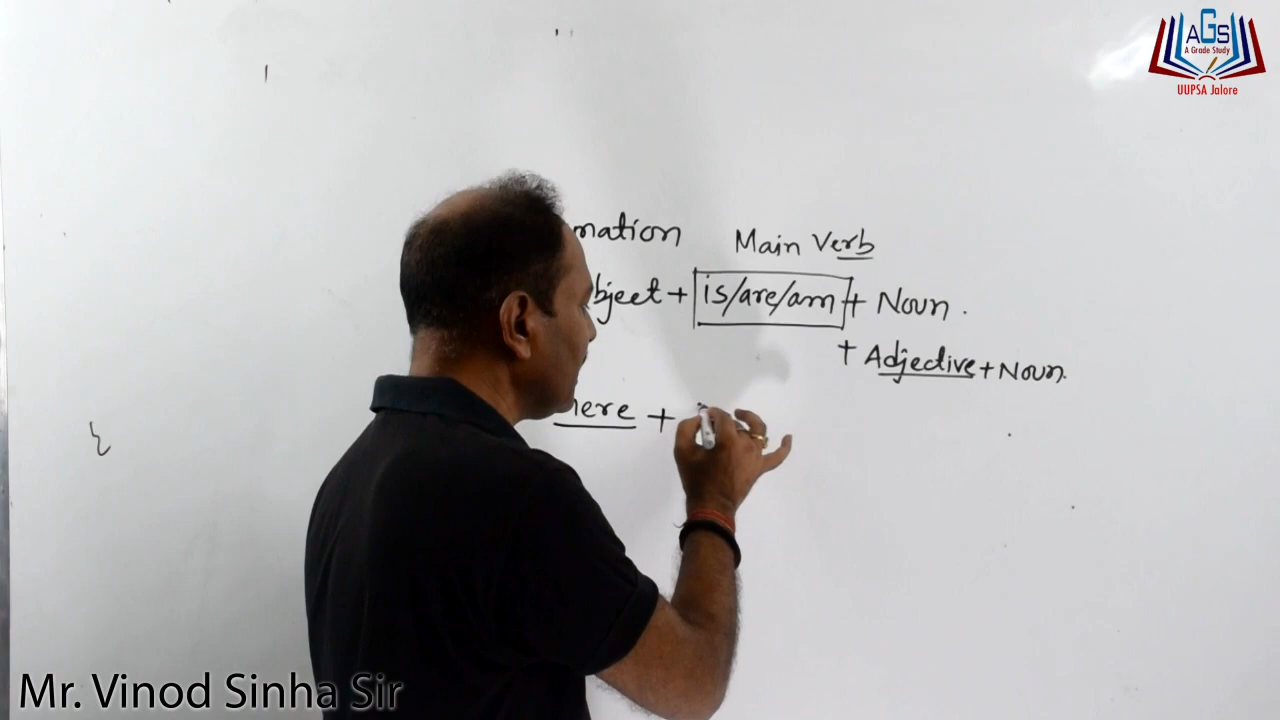 AGS
A Grade Study
UUPSA Jalore
mation Main Verb
bject + is/are/am + Noun.
+ Adjective + Noun.
here +
Mr. Vinod Sinha Sir